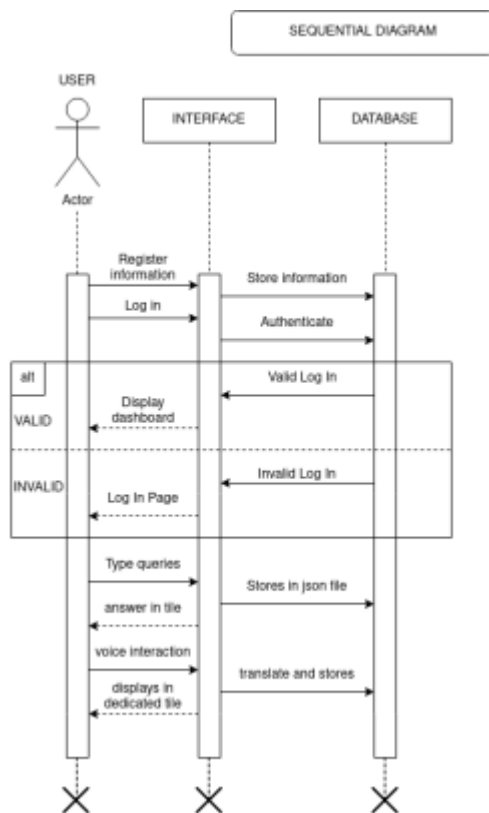 SEQUENTIAL DIAGRAM
USER
INTERFACE
DATABASE
Actor
Register
information
Store information
Log in
Authenticate
alt
Valid Log In
VALID
Display
dashboard
Invalid Log In
INVALID
Log In Page
Type queries
Stores in json file
answer in tile
voice interaction
translate and stores
displays in
dedicated tile